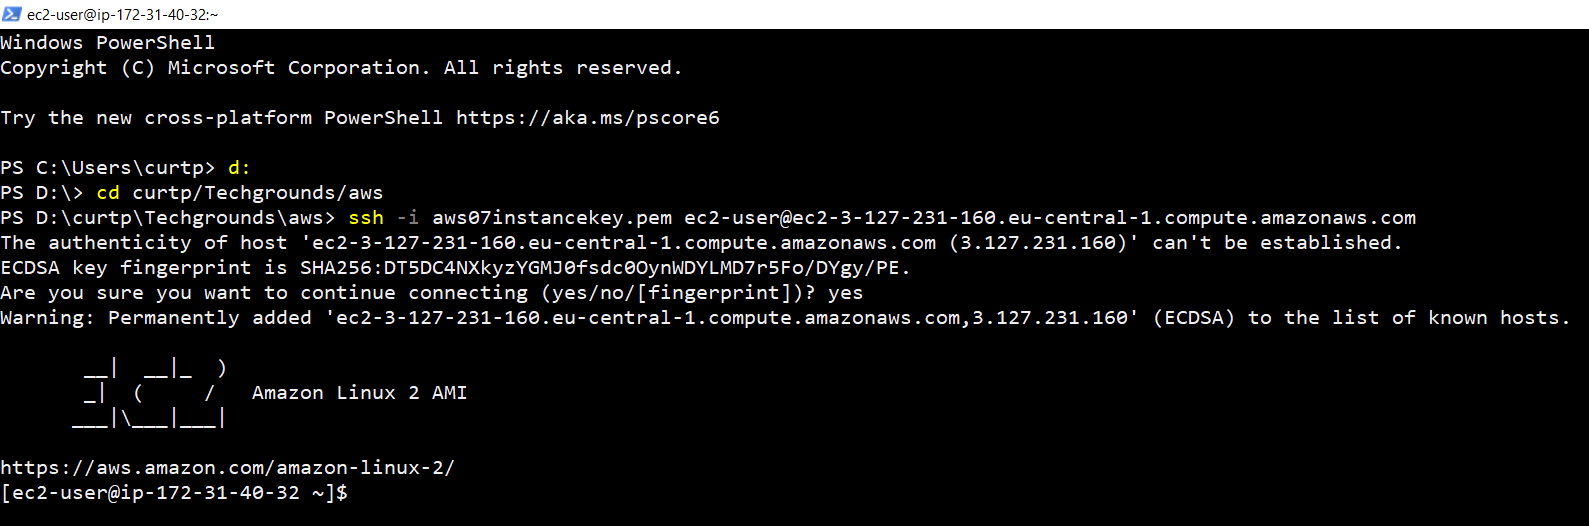 ec2-user@ip-172-31-40-32:~
Windows PowerShell
Copyright (C) Microsoft Corporation. All rights reserved.
Try the new cross-platform PowerShell https://aka.ms/pscore6
PS C:\Users\curtp> d:
PS D:\> cd curtp/Techgrounds/aws
PS D:\curtp\Techgrounds\aws> ssh -i aws07instancekey.pem ec2-user@ec2-3-127-231-160.eu-central-1.compute.amazonaws.com
The authenticity of host 'ec2-3-127-231-160.eu-central-1.compute.amazonaws.com (3.127.231.160)' can't be established.
ECDSA key fingerprint is SHA256:DT5DC4NXkyzYGMJ0fsdc0OynWDYLMD7r5Fo/DYgy/PE.
Are you sure you want to continue connecting (yes/no/[fingerprint])? yes
Warning: Permanently added 'ec2-3-127-231-160.eu-central-1.compute.amazonaws.com,3.127.231.160' (ECDSA) to the list of known hosts.
       __|  __|_  )
       _|  (     /   Amazon Linux 2 AMI
      ___|\___|___|
https://aws.amazon.com/amazon-linux-2/
[ec2-user@ip-172-31-40-32 ~]$